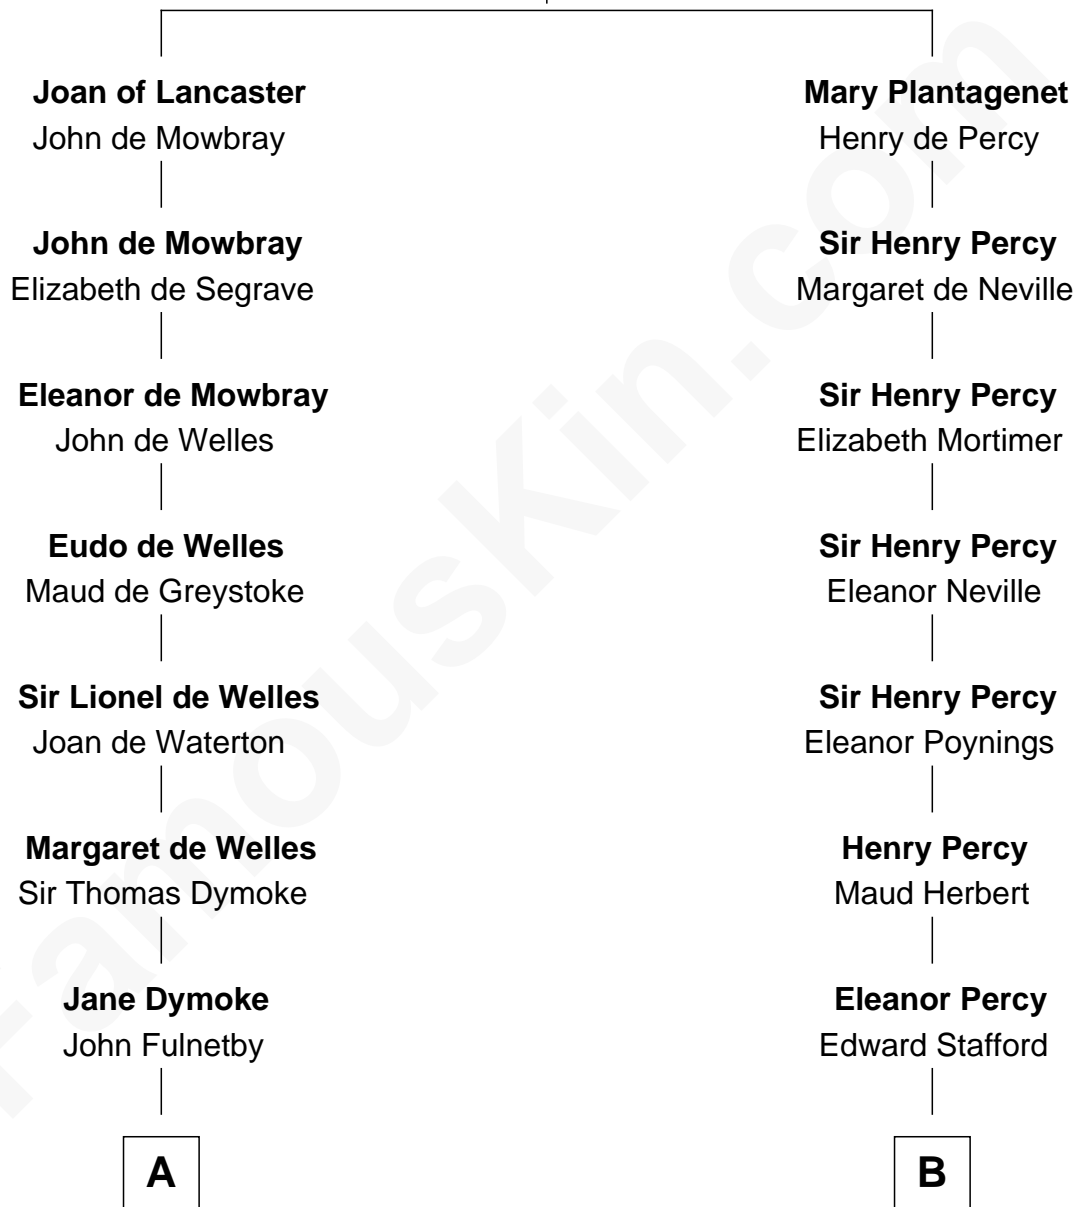 Joan of Lancaster
John de Mowbray
John de Mowbray
Elizabeth de Segrave
Eleanor de Mowbray
John de Welles
Eudo de Welles
Maud de Greystoke
Sir Lionel de Welles
Joan de Waterton
Margaret de Welles
Sir Thomas Dymoke
Jane Dymoke
John Fulnetby
A
Mary Plantagenet
Henry de Percy
Sir Henry Percy
Margaret de Neville
Sir Henry Percy
Elizabeth Mortimer
Sir Henry Percy
Eleanor Neville
Sir Henry Percy
Eleanor Poynings
Henry Percy
Maud Herbert
Eleanor Percy
Edward Stafford
B
FamousKin.com